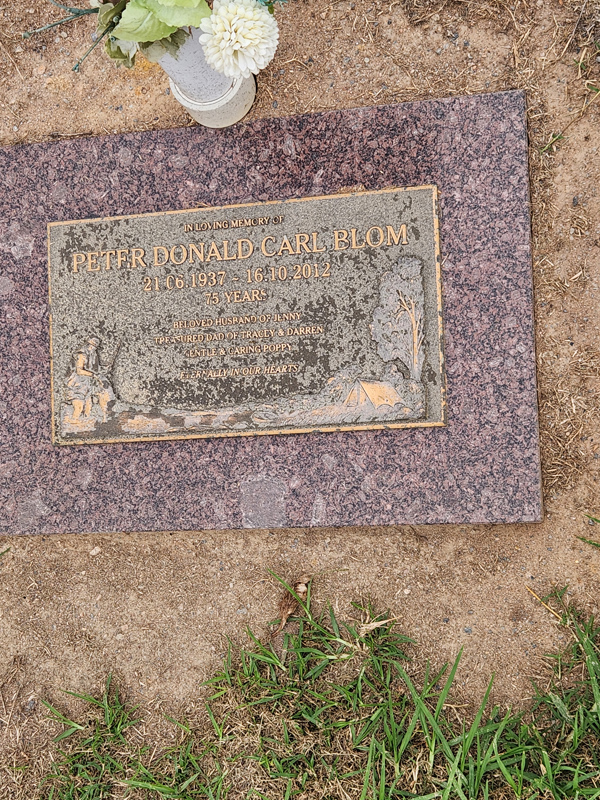 IN LOVING MEMORY OF
PETER DONALD CARL BLOM
21.06.1937 - 16.10.2012
75 YEARS
BELOVED HUSBAND OF JENNY
TREASURED DAD OF TRACEY & DARREN
GENTLE & CARING POPPY
ETERNALLY IN OUR HEARTS